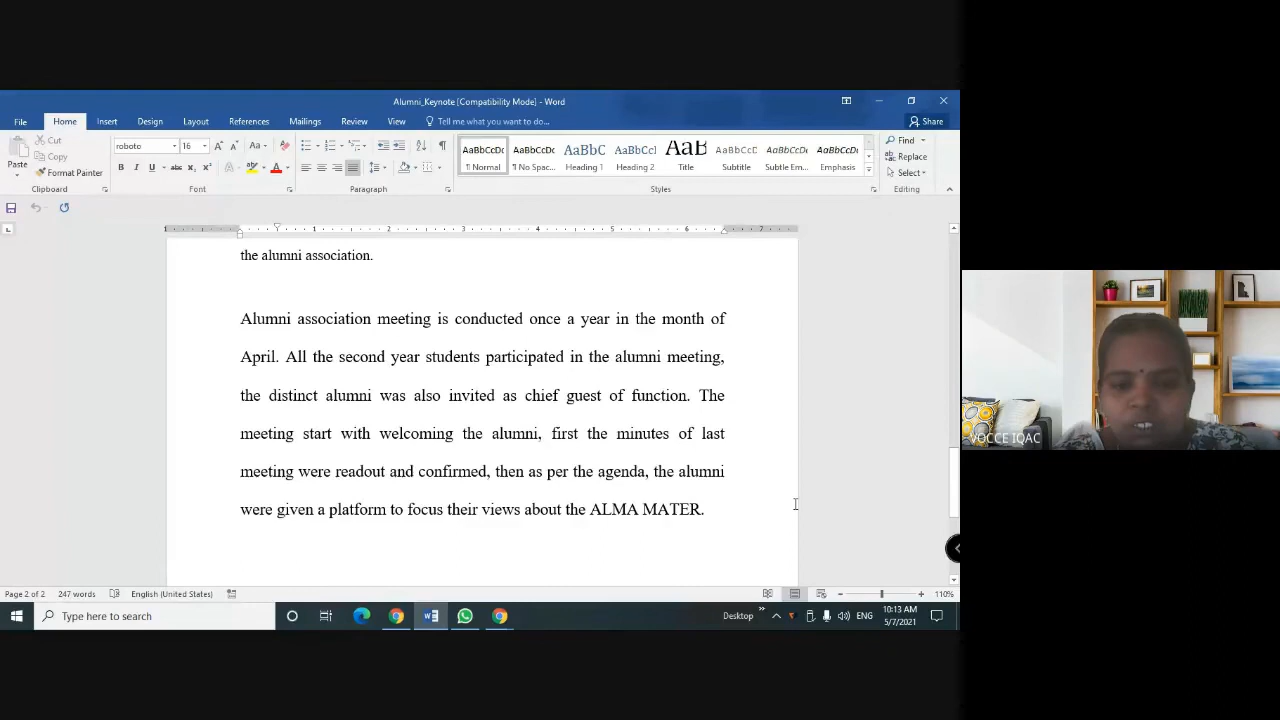 Alumni_Keynote [Compatibility Mode] - Word
File Home Insert Design Layout References Mailings Review View Tell me what you want to do... Share
Paste Cut Copy Format Painter Clipboard
roboto 16 Font
Paragraph
AaBbCcDc ¶ Normal
AaBbCcDc ¶ No Spac...
AaBbC Heading 1
AaBbCcl Heading 2
AaB Title
AaBbCcC Subtitle
AaBbCcDc Subtle Em...
AaBbCcDc Emphasis
Styles
Find Replace Select Editing
the alumni association.
Alumni association meeting is conducted once a year in the month of
April. All the second year students participated in the alumni meeting,
the distinct alumni was also invited as chief guest of function. The
meeting start with welcoming the alumni, first the minutes of last
meeting were readout and confirmed, then as per the agenda, the alumni
were given a platform to focus their views about the ALMA MATER.
VOCCE IQAC
Page 2 of 2 247 words English (United States) 110%
Type here to search Desktop ENG 10:13 AM
5/7/2021